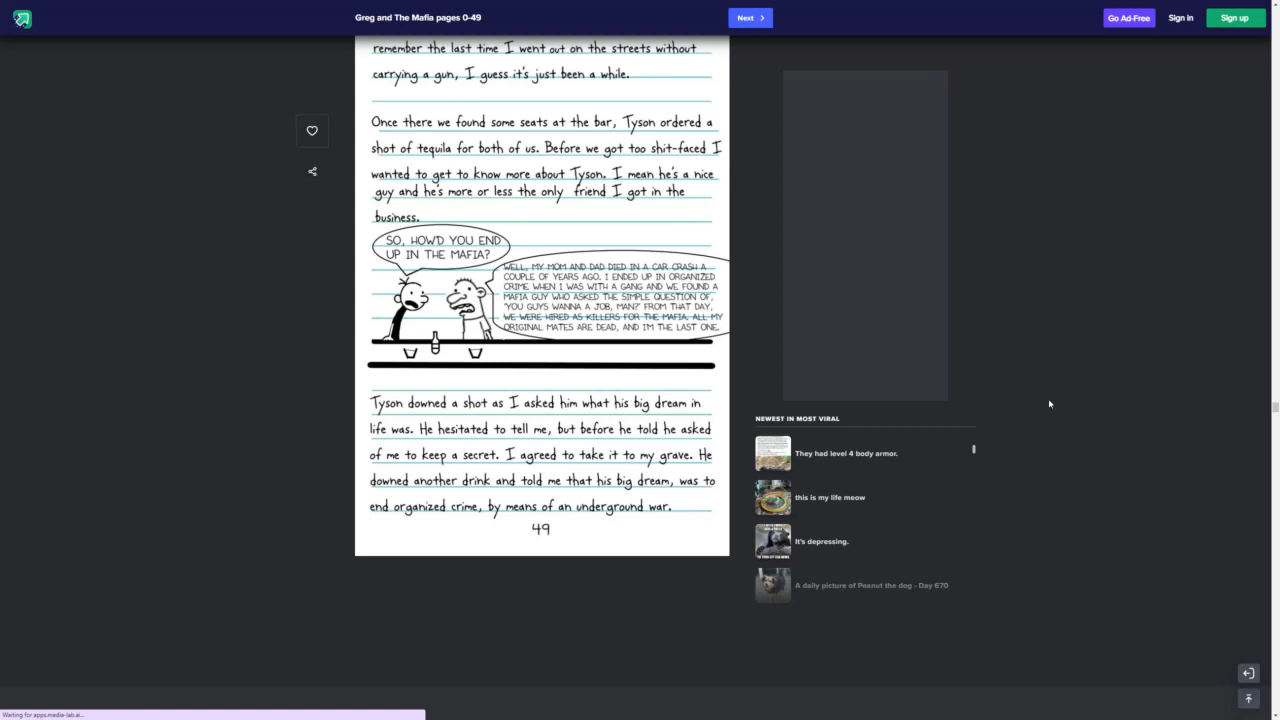 Greg and The Mafia pages 0-49
Next
Go Ad-Free
Sign in
Sign up
remember the last time I went out on the streets without
carrying a gun, I guess it's just been a while.
Once there we found some seats at the bar, Tyson ordered a
shot of tequila for both of us. Before we got too shit-faced I
wanted to get to know more about Tyson. I mean he's a nice
guy and he's more or less the only friend I got in the
business.
SO, HOW'D YOU END
UP IN THE MAFIA?
WELL, MY MOM AND DAD DIED IN A CAR CRASH A
COUPLE OF YEARS AGO. I ENDED UP IN ORGANIZED
CRIME WHEN I WAS WITH A GANG AND WE FOUND A
MAFIA GUY WHO ASKED THE SIMPLE QUESTION OF,
"YOU GUYS WANNA A JOB, MAN?" FROM THAT DAY,
WE WERE HIRED AS KILLERS FOR THE MAFIA. ALL MY
ORIGINAL MATES ARE DEAD, AND I'M THE LAST ONE.
Tyson downed a shot as I asked him what his big dream in
life was. He hesitated to tell me, but before he told he asked
of me to keep a secret. I agreed to take it to my grave. He
downed another drink and told me that his big dream, was to
end organized crime, by means of an underground war.
49
NEWEST IN MOST VIRAL
They had level 4 body armor.
this is my life meow
It's depressing.
A daily picture of Peanut the dog - Day 670
Waiting for apps.media-lab.ai...